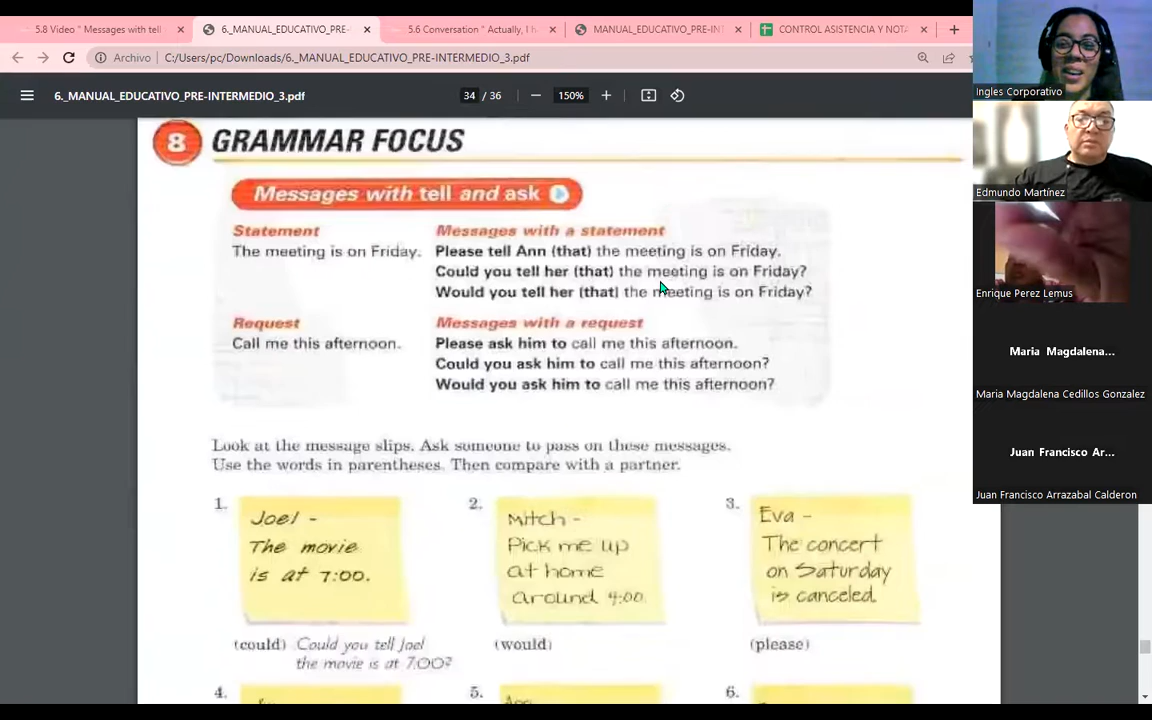 5.8 Video " Messages with tell
6._MANUAL_EDUCATIVO_PRE-
5.6 Conversation " Actually, I h
MANUAL_EDUCATIVO_PRE-INT
CONTROL ASISTENCIA Y NOTA
Archivo
C:/Users/pc/Downloads/6._MANUAL_EDUCATIVO_PRE-INTERMEDIO_3.pdf
6._MANUAL_EDUCATIVO_PRE-INTERMEDIO_3.pdf
34 / 36
150%
8 GRAMMAR FOCUS
Messages with tell and ask
Statement
The meeting is on Friday.
Messages with a statement
Please tell Ann (that) the meeting is on Friday.
Could you tell her (that) the meeting is on Friday?
Would you tell her (that) the meeting is on Friday?
Request
Call me this afternoon.
Messages with a request
Please ask him to call me this afternoon.
Could you ask him to call me this afternoon?
Would you ask him to call me this afternoon?
Look at the message slips. Ask someone to pass on these messages.
Use the words in parentheses. Then compare with a partner.
1.
Joel -
The movie
is at 7:00.
(could) Could you tell Joel
the movie is at 7:00?
2.
Mitch -
Pick me up
at home
around 4:00.
(would)
3.
Eva -
The concert
on Saturday
is canceled.
(please)
4.
5.
6.
Ingles Corporativo
Edmundo Martínez
Enrique Perez Lemus
Maria Magdalena...
Maria Magdalena Cedillos Gonzalez
Juan Francisco Ar...
Juan Francisco Arrazabal Calderon